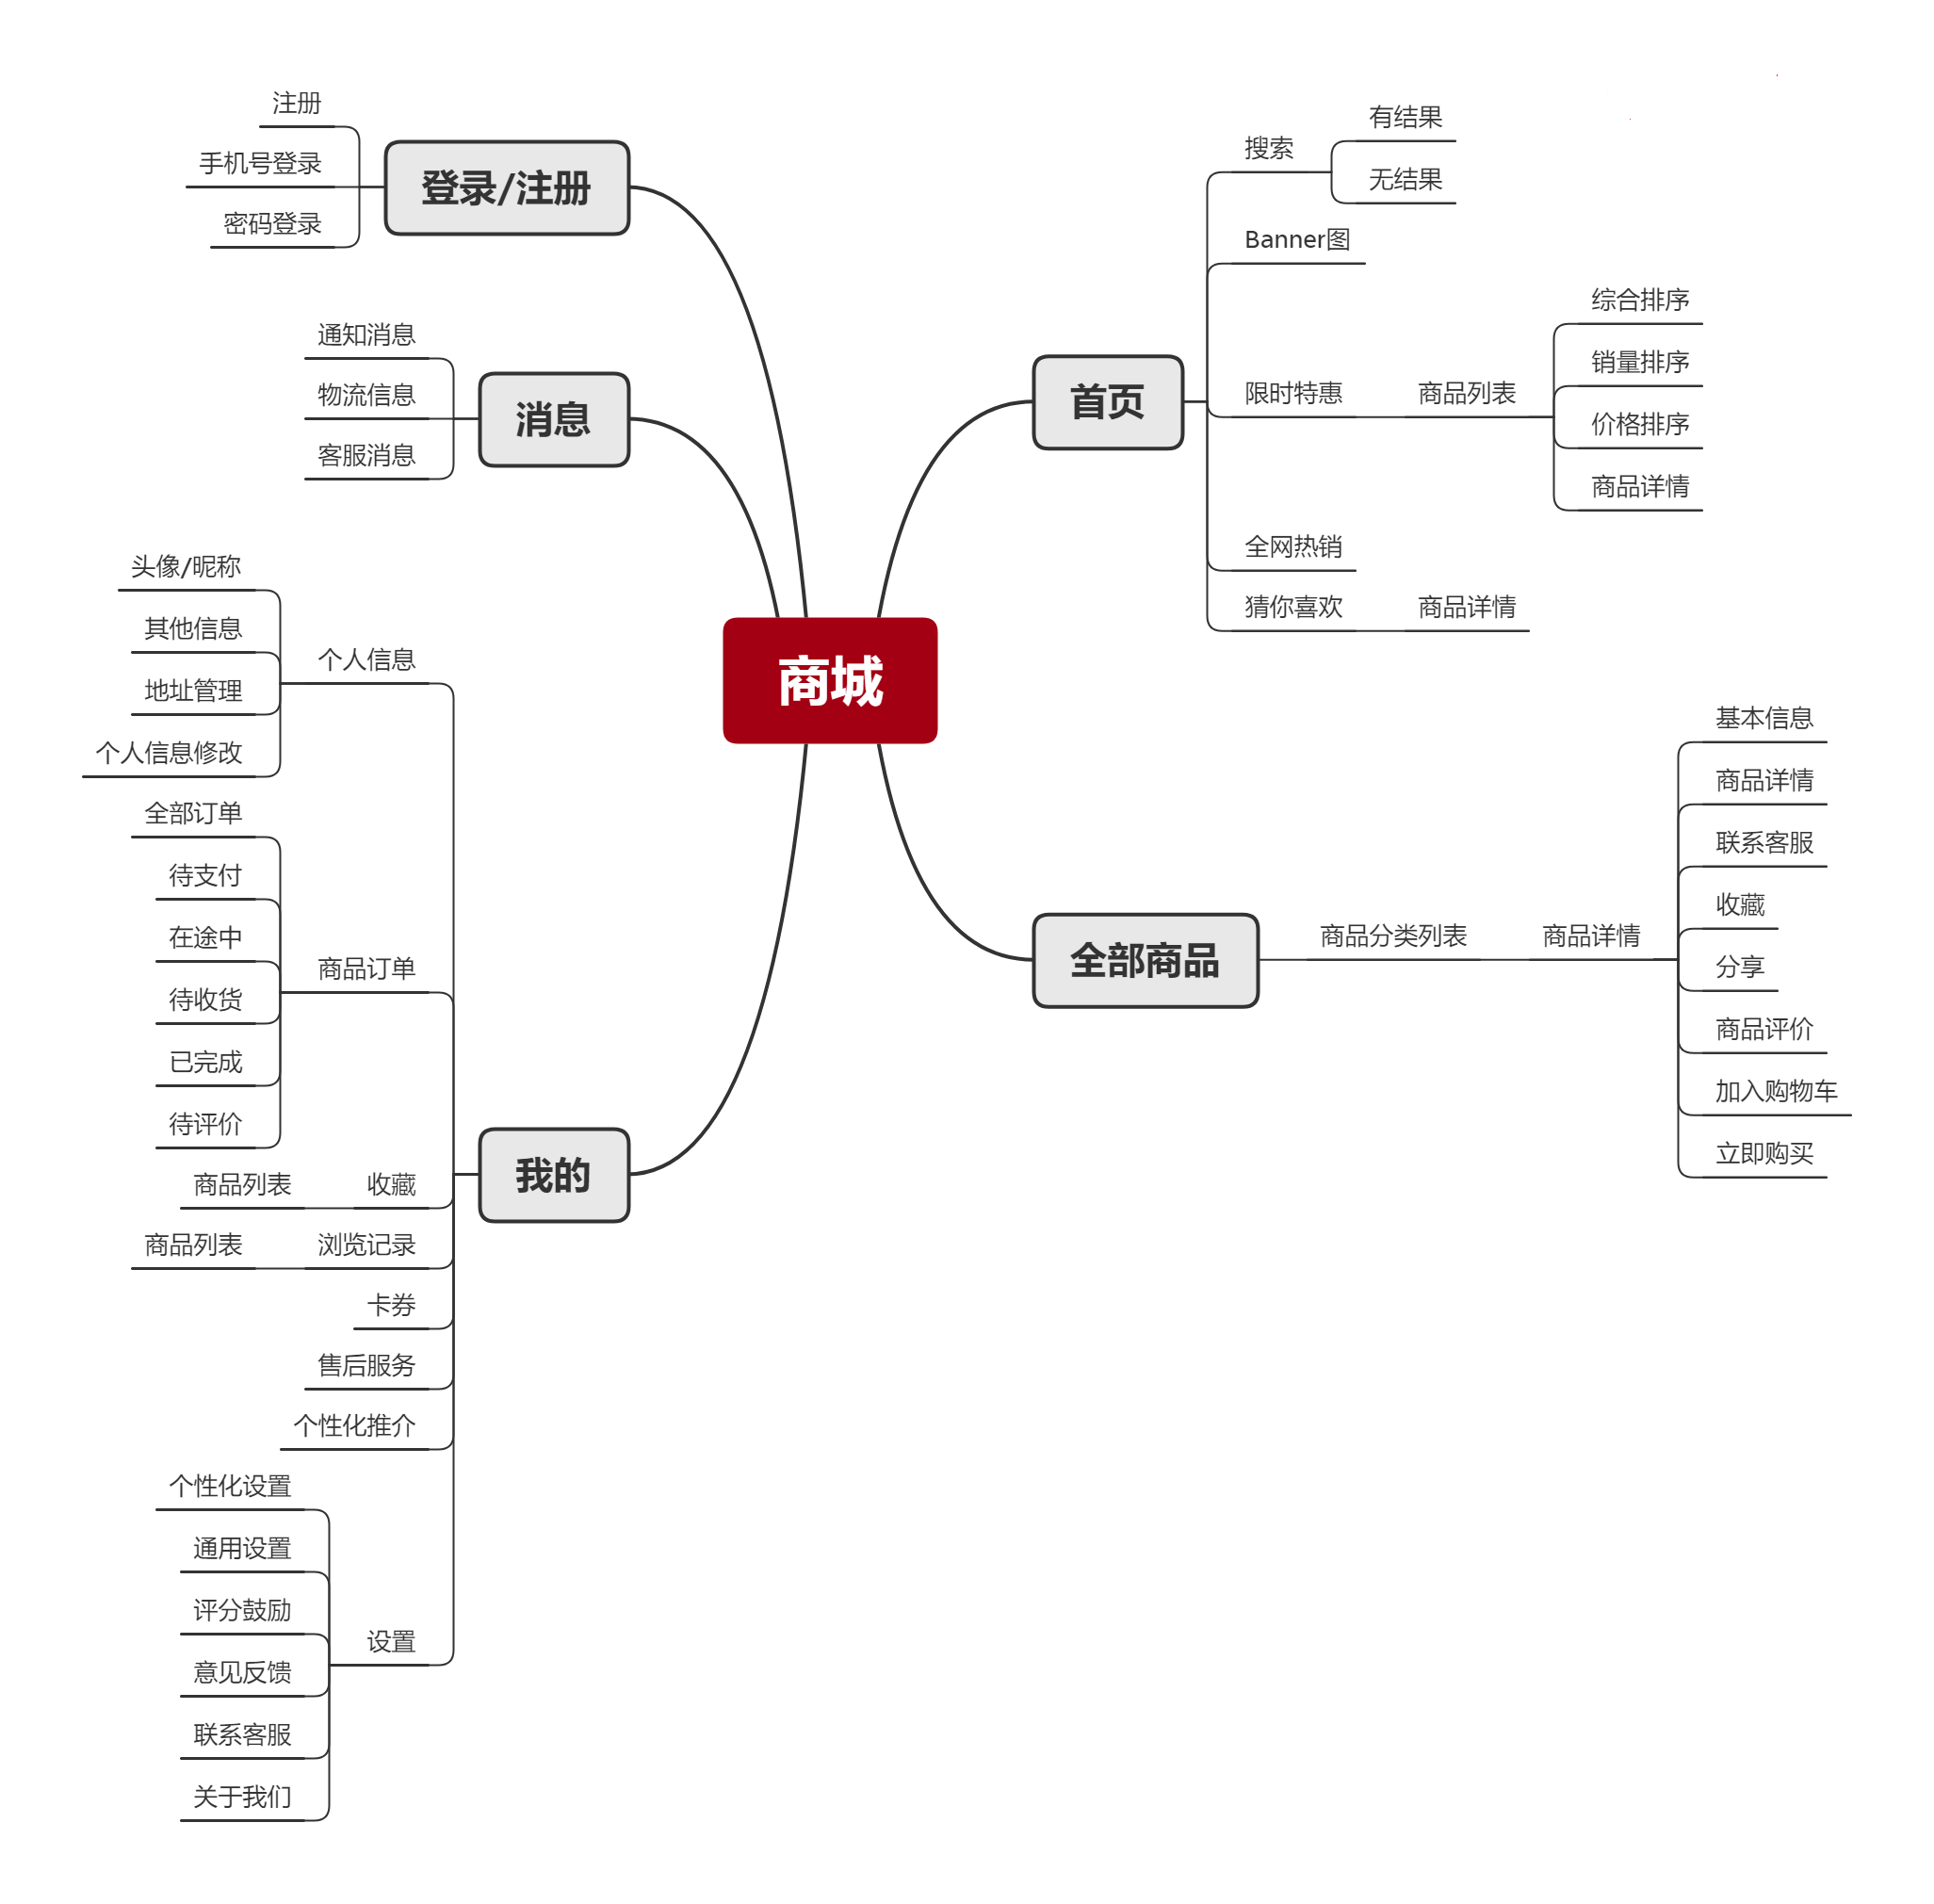 商城
登录/注册
注册
手机号登录
密码登录
消息
通知消息
物流信息
客服消息
我的
个人信息
头像/昵称
其他信息
地址管理
个人信息修改
商品订单
全部订单
待支付
在途中
待收货
已完成
待评价
收藏
商品列表
浏览记录
商品列表
卡券
售后服务
个性化推介
设置
个性化设置
通用设置
评分鼓励
意见反馈
联系客服
关于我们
首页
搜索
有结果
无结果
Banner图
限时特惠
商品列表
综合排序
销量排序
价格排序
商品详情
全网热销
猜你喜欢
商品详情
全部商品
商品分类列表
商品详情
基本信息
商品详情
联系客服
收藏
分享
商品评价
加入购物车
立即购买